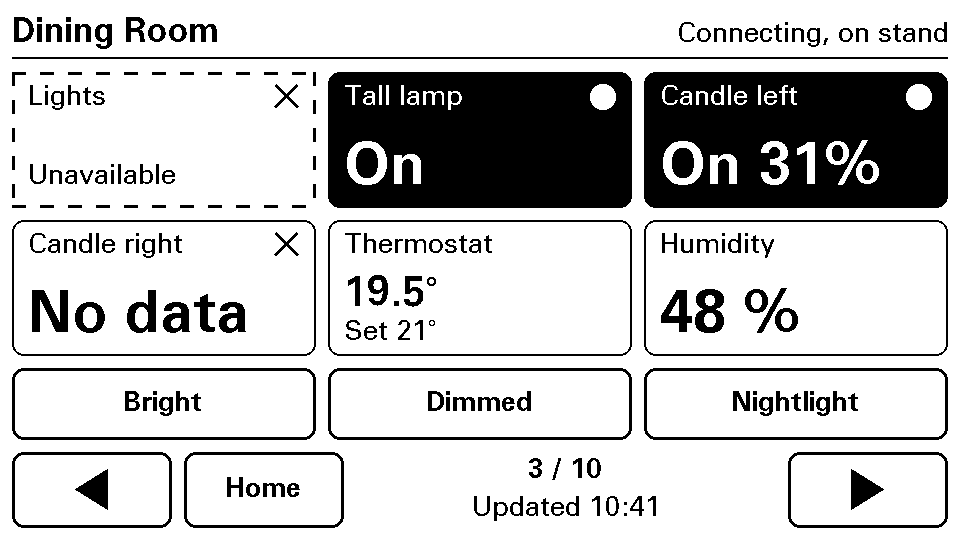 Dining Room
Connecting, on stand
Lights
Unavailable
Tall lamp
On
Candle left
On 31%
Candle right
No data
Thermostat
19.5°
Set 21°
Humidity
48 %
Bright
Dimmed
Nightlight
Home
3 / 10
Updated 10:41